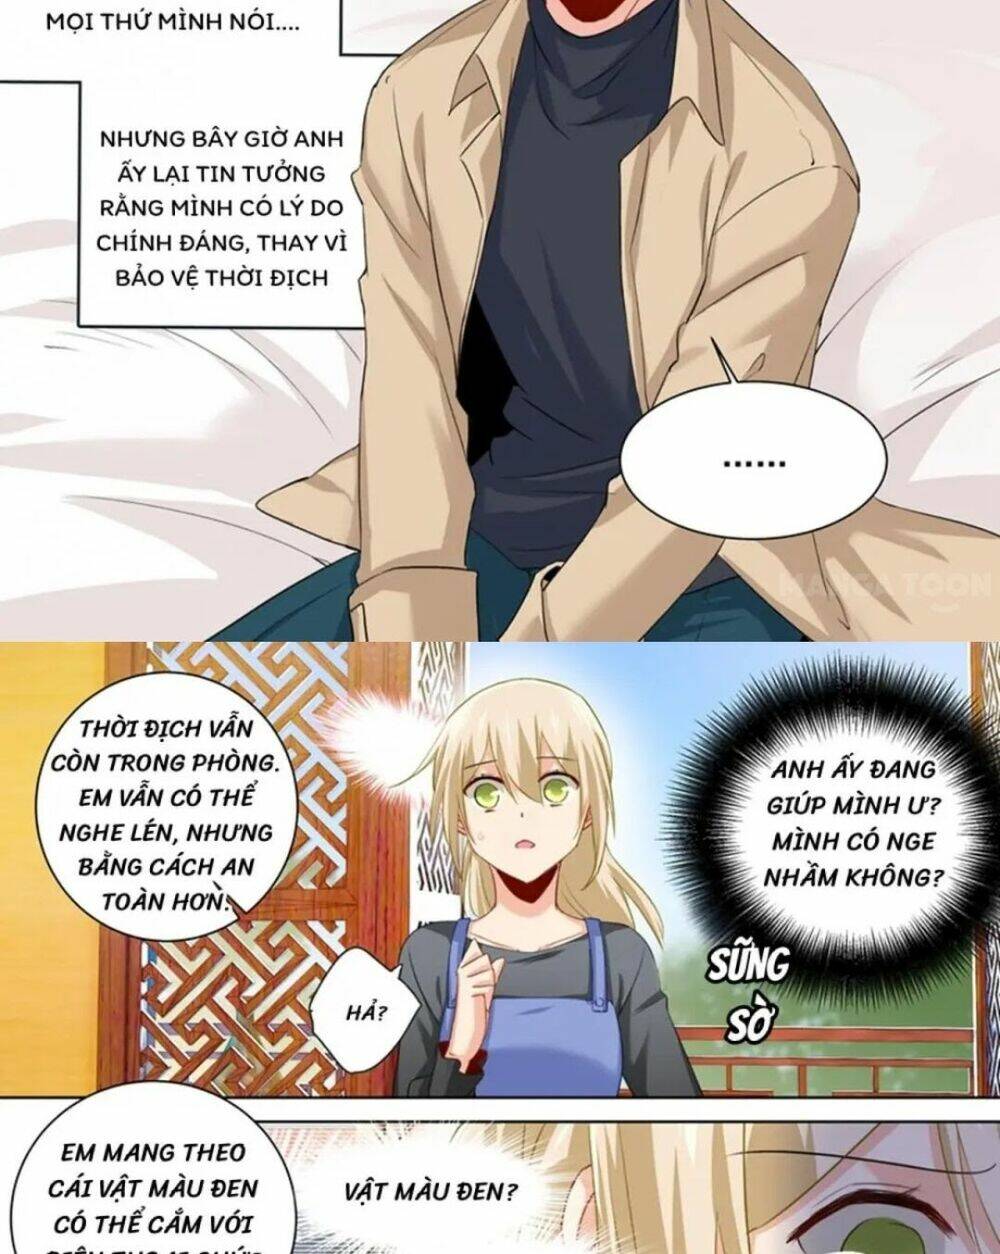 MỌI THỨ MÌNH NÓI....
NHƯNG BÂY GIỜ ANH
ẤY LẠI TIN TƯỞNG
RẰNG MÌNH CÓ LÝ DO
CHÍNH ĐÁNG, THAY VÌ
BẢO VỆ THỜI ĐỊCH
......
MANGA TOON
THỜI ĐỊCH VẪN
CÒN TRONG PHÒNG.
EM VẪN CÓ THỂ
NGHE LÉN, NHƯNG
BẰNG CÁCH AN
TOÀN HƠN.
ANH ẤY ĐANG
GIÚP MÌNH Ư?
MÌNH CÓ NGE
NHẦM KHÔNG?
SỮNG
SỜ
HẢ?
EM MANG THEO
CÁI VẬT MÀU ĐEN
CÓ THỂ CẮM VỚI
VẬT MÀU ĐEN?